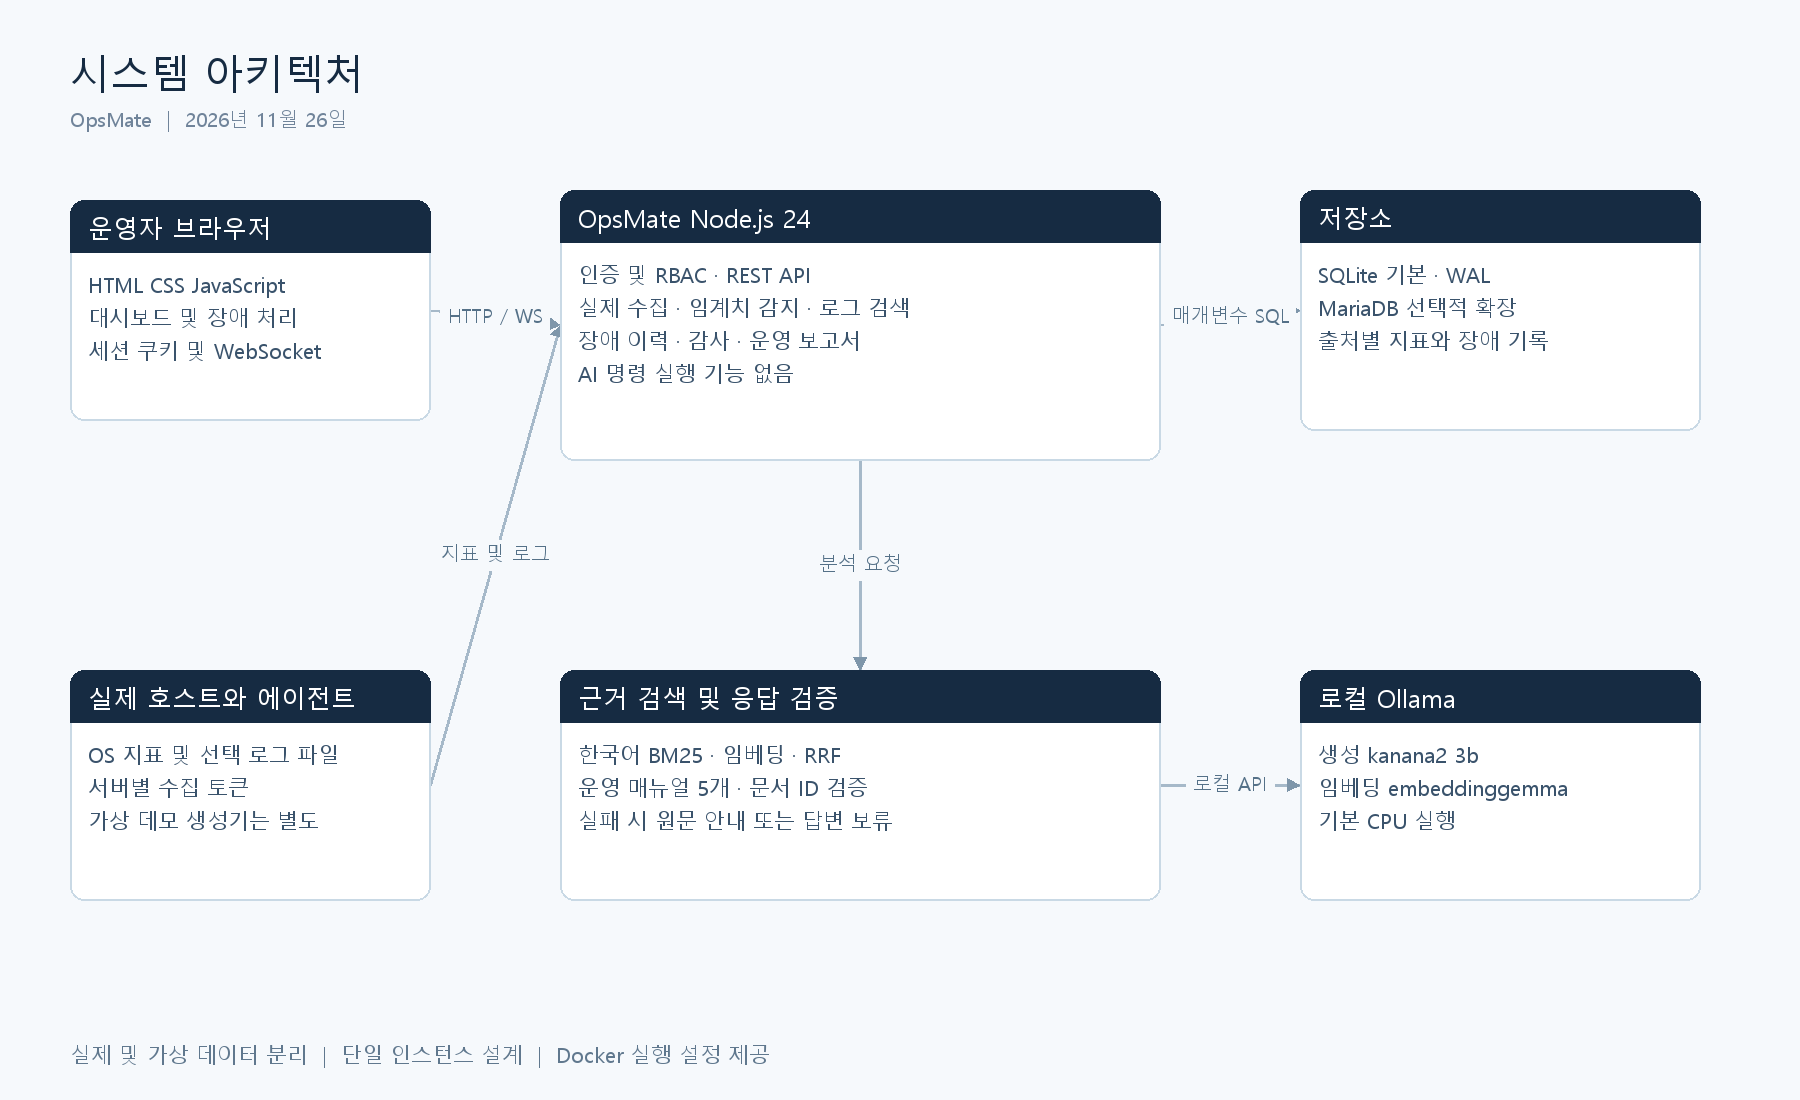 시스템 아키텍처
OpsMate | 2026년 11월 26일
운영자 브라우저
HTML CSS JavaScript
대시보드 및 장애 처리
세션 쿠키 및 WebSocket
HTTP / WS
OpsMate Node.js 24
인증 및 RBAC · REST API
실제 수집 · 임계치 감지 · 로그 검색
장애 이력 · 감사 · 운영 보고서
AI 명령 실행 기능 없음
매개변수 SQL
저장소
SQLite 기본 · WAL
MariaDB 선택적 확장
출처별 지표와 장애 기록
지표 및 로그
분석 요청
실제 호스트와 에이전트
OS 지표 및 선택 로그 파일
서버별 수집 토큰
가상 데모 생성기는 별도
근거 검색 및 응답 검증
한국어 BM25 · 임베딩 · RRF
운영 매뉴얼 5개 · 문서 ID 검증
실패 시 원문 안내 또는 답변 보류
로컬 API
로컬 Ollama
생성 kanana2 3b
임베딩 embeddinggemma
기본 CPU 실행
실제 및 가상 데이터 분리 | 단일 인스턴스 설계 | Docker 실행 설정 제공